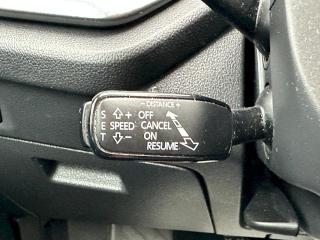 - DISTANCE +
S + OFF
E SPEED CANCEL
T - ON
RESUME